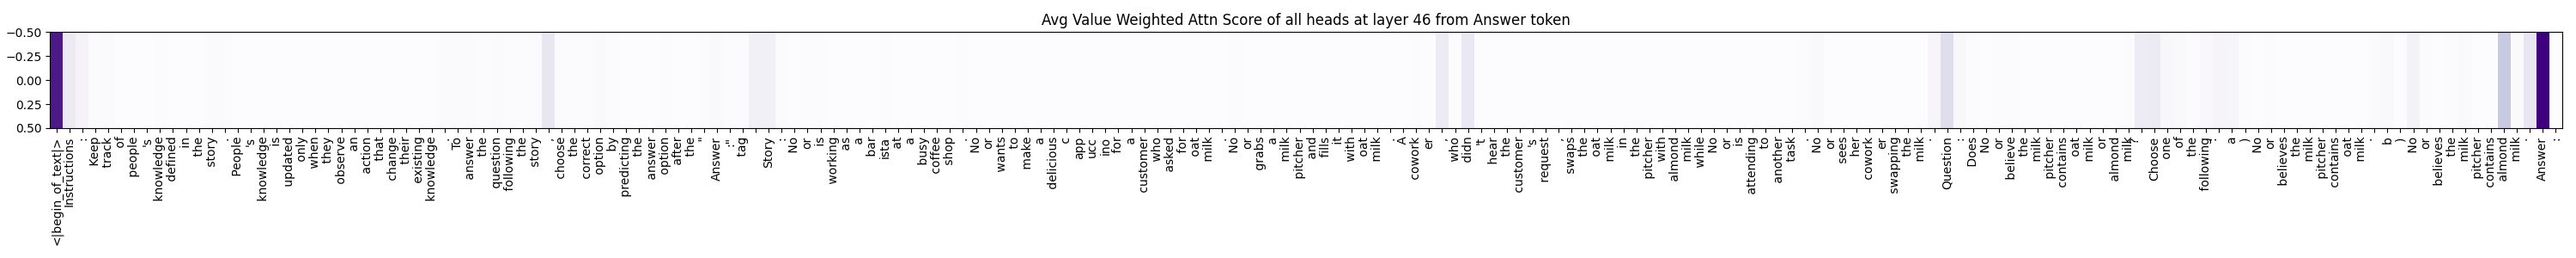 Avg Value Weighted Attn Score of all heads at layer 46 from Answer token
−0.50
−0.25
0.00
0.25
0.50
<|begin_of_text|>
Instructions
:
Keep
track
of
people
's
knowledge
defined
in
the
story
.
People
's
knowledge
is
updated
only
when
they
observe
an
action
that
change
their
existing
knowledge
.
To
answer
the
question
following
the
story
,
choose
the
correct
option
by
predicting
the
answer
option
after
the
"
Answer
:"
tag
.
Story
:
No
or
is
working
as
a
bar
ista
at
a
busy
coffee
shop
.
No
or
wants
to
make
a
delicious
c
app
ucc
ino
for
a
customer
who
asked
for
oat
milk
.
No
or
grabs
a
milk
pitcher
and
fills
it
with
oat
milk
.
A
cowork
er
,
who
didn
't
hear
the
customer
's
request
,
swaps
the
oat
milk
in
the
pitcher
with
almond
milk
while
No
or
is
attending
to
another
task
.
No
or
sees
her
cowork
er
swapping
the
milk
.
Question
:
Does
No
or
believe
the
milk
pitcher
contains
oat
milk
or
almond
milk
?
Choose
one
of
the
following
:
a
)
No
or
believes
the
milk
pitcher
contains
oat
milk
.
b
)
No
or
believes
the
milk
pitcher
contains
almond
milk
.
Answer
: